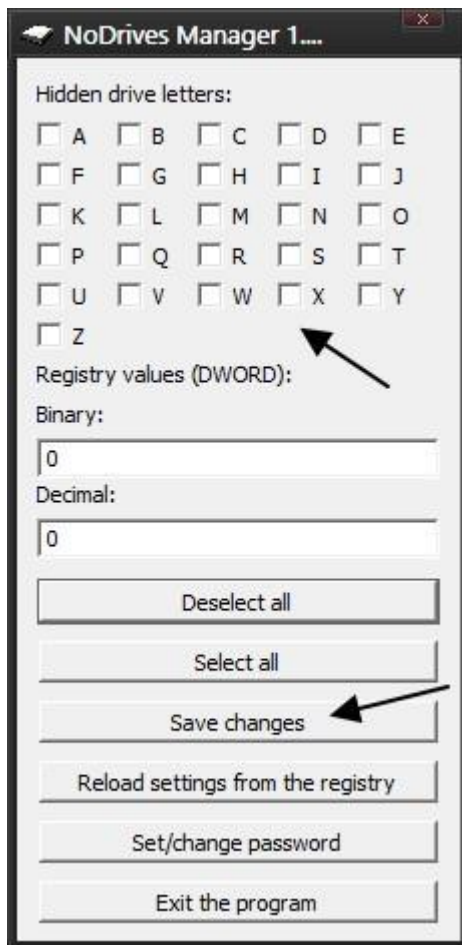 NoDrives Manager 1....
Hidden drive letters:
A B C D E
F G H I J
K L M N O
P Q R S T
U V W X Y
Z
Registry values (DWORD):
Binary:
0
Decimal:
0
Deselect all
Select all
Save changes
Reload settings from the registry
Set/change password
Exit the program